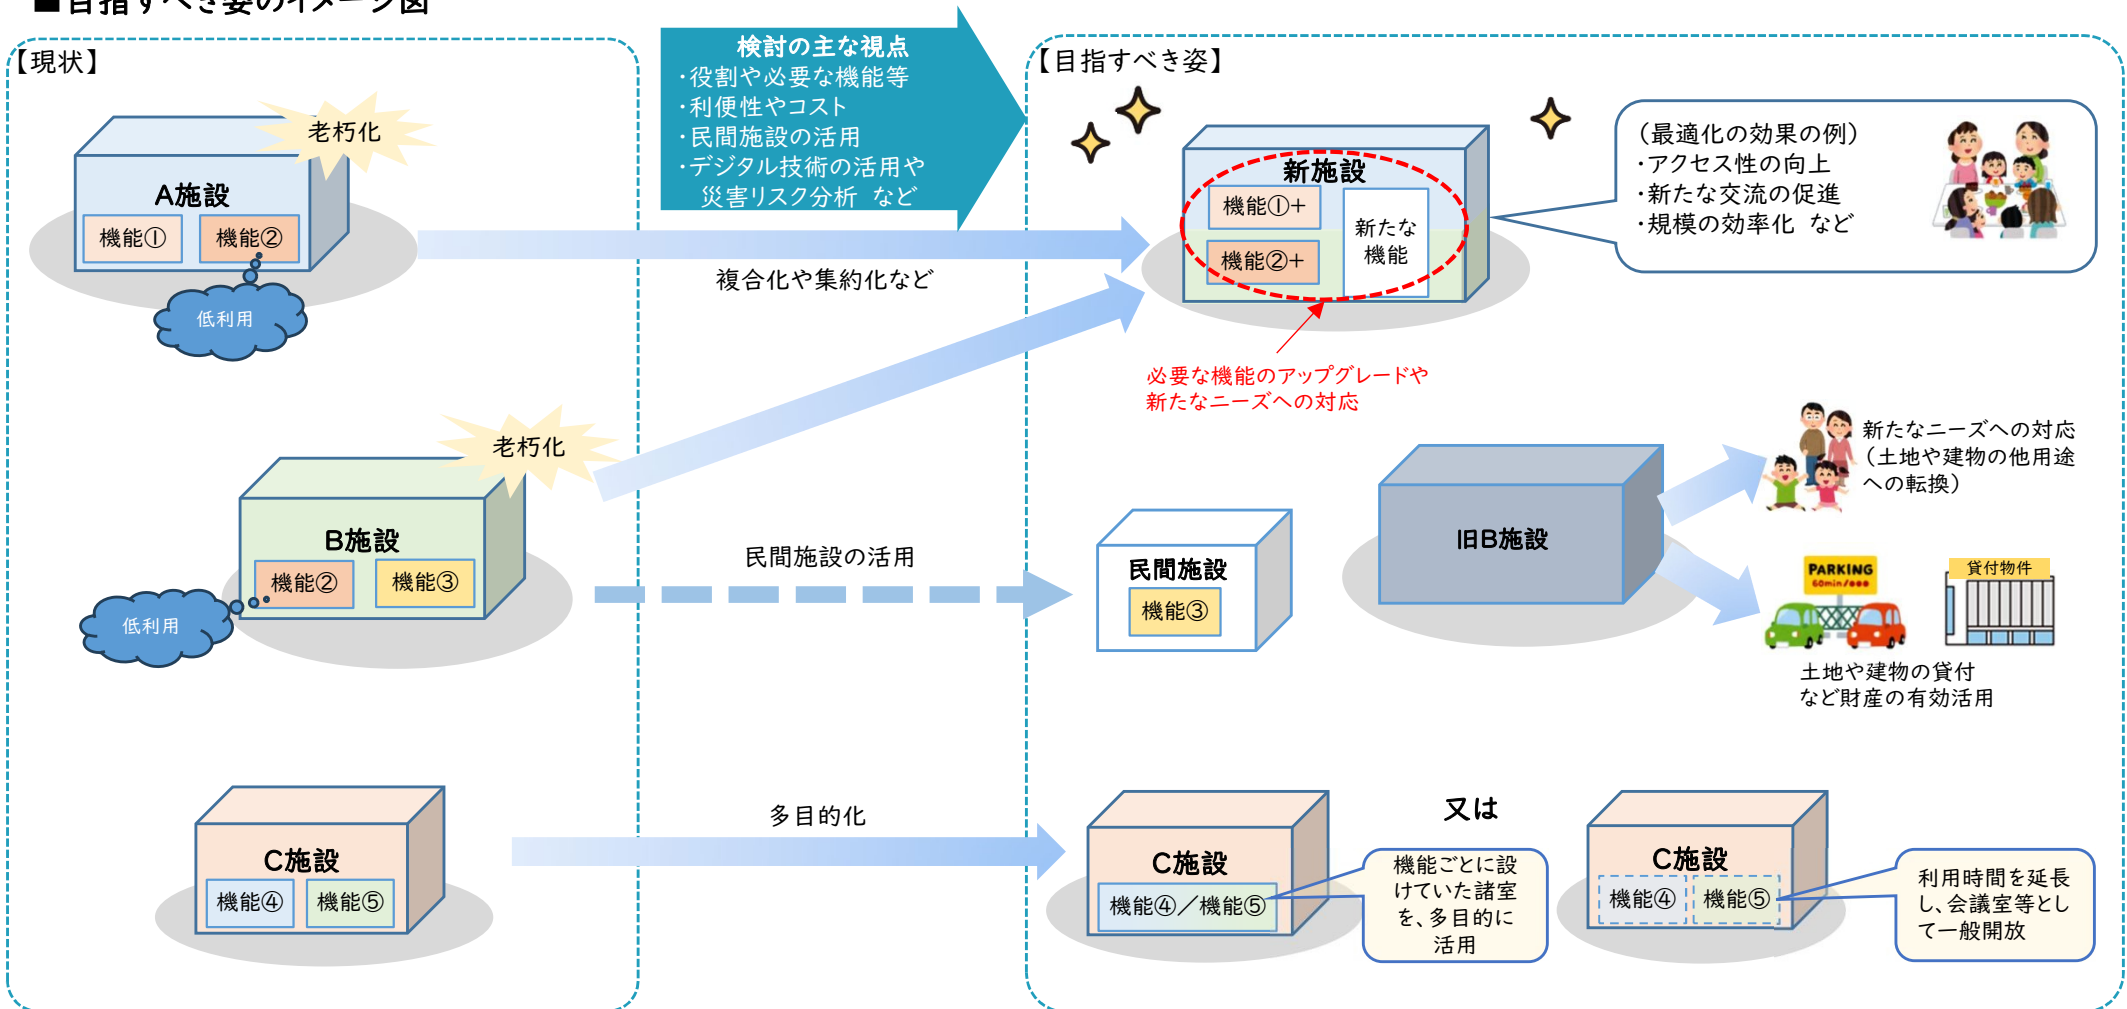 ■目指すべき姿のイメージ図
【現状】
老朽化
A施設
機能①
機能②
低利用
老朽化
B施設
機能②
機能③
低利用
C施設
機能④
機能⑤
検討の主な視点
・役割や必要な機能等
・利便性やコスト
・民間施設の活用
・デジタル技術の活用や
災害リスク分析 など
複合化や集約化など
民間施設の活用
多目的化
【目指すべき姿】
新施設
機能①+
機能②+
新たな
機能
(最適化の効果の例)
・アクセス性の向上
・新たな交流の促進
・規模の効率化 など
必要な機能のアップグレードや
新たなニーズへの対応
民間施設
機能③
旧B施設
新たなニーズへの対応
(土地や建物の他用途
への転換)
PARKING
60min/●●●
貸付物件
土地や建物の貸付
など財産の有効活用
C施設
機能④/機能⑤
機能ごとに設
けていた諸室
を、多目的に
活用
又は
C施設
機能④
機能⑤
利用時間を延長
し、会議室等とし
て一般開放